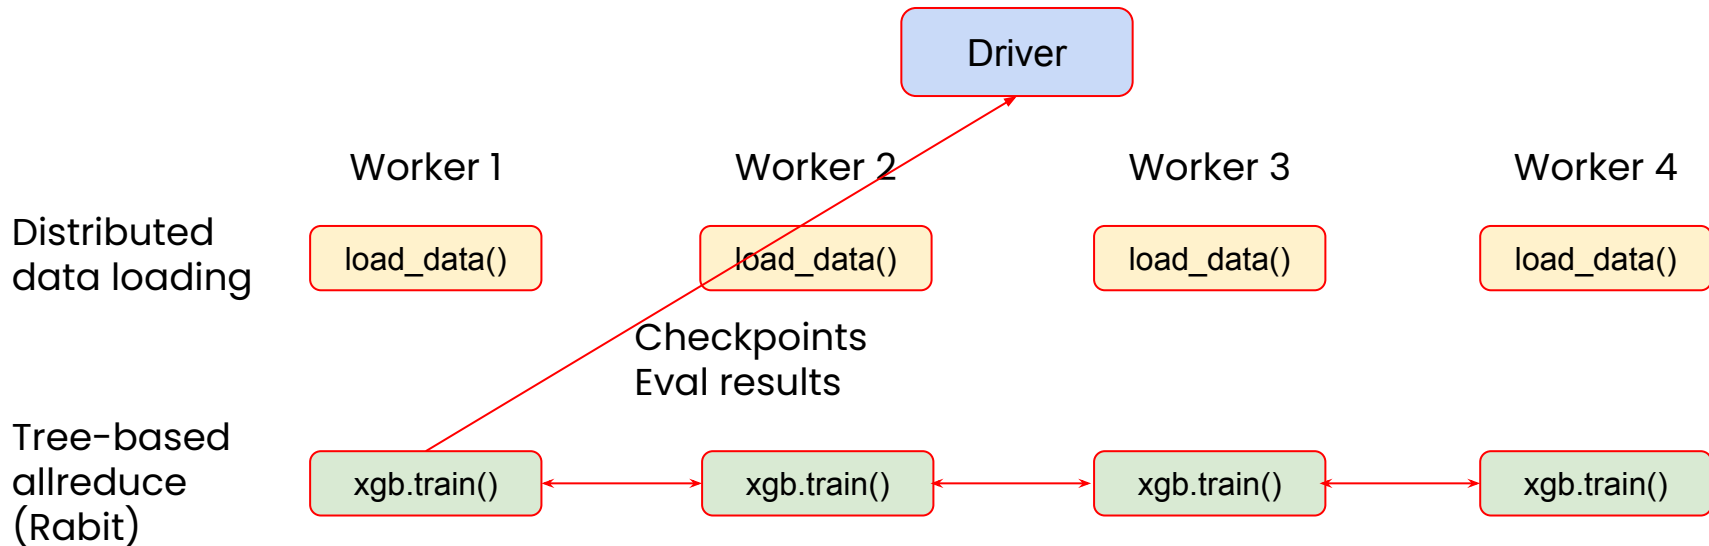 Driver
Worker 1
Worker 2
Worker 3
Worker 4
Distributed
data loading
load_data()
load_data()
load_data()
load_data()
Checkpoints
Eval results
Tree-based
allreduce
(Rabit)
xgb.train()
xgb.train()
xgb.train()
xgb.train()